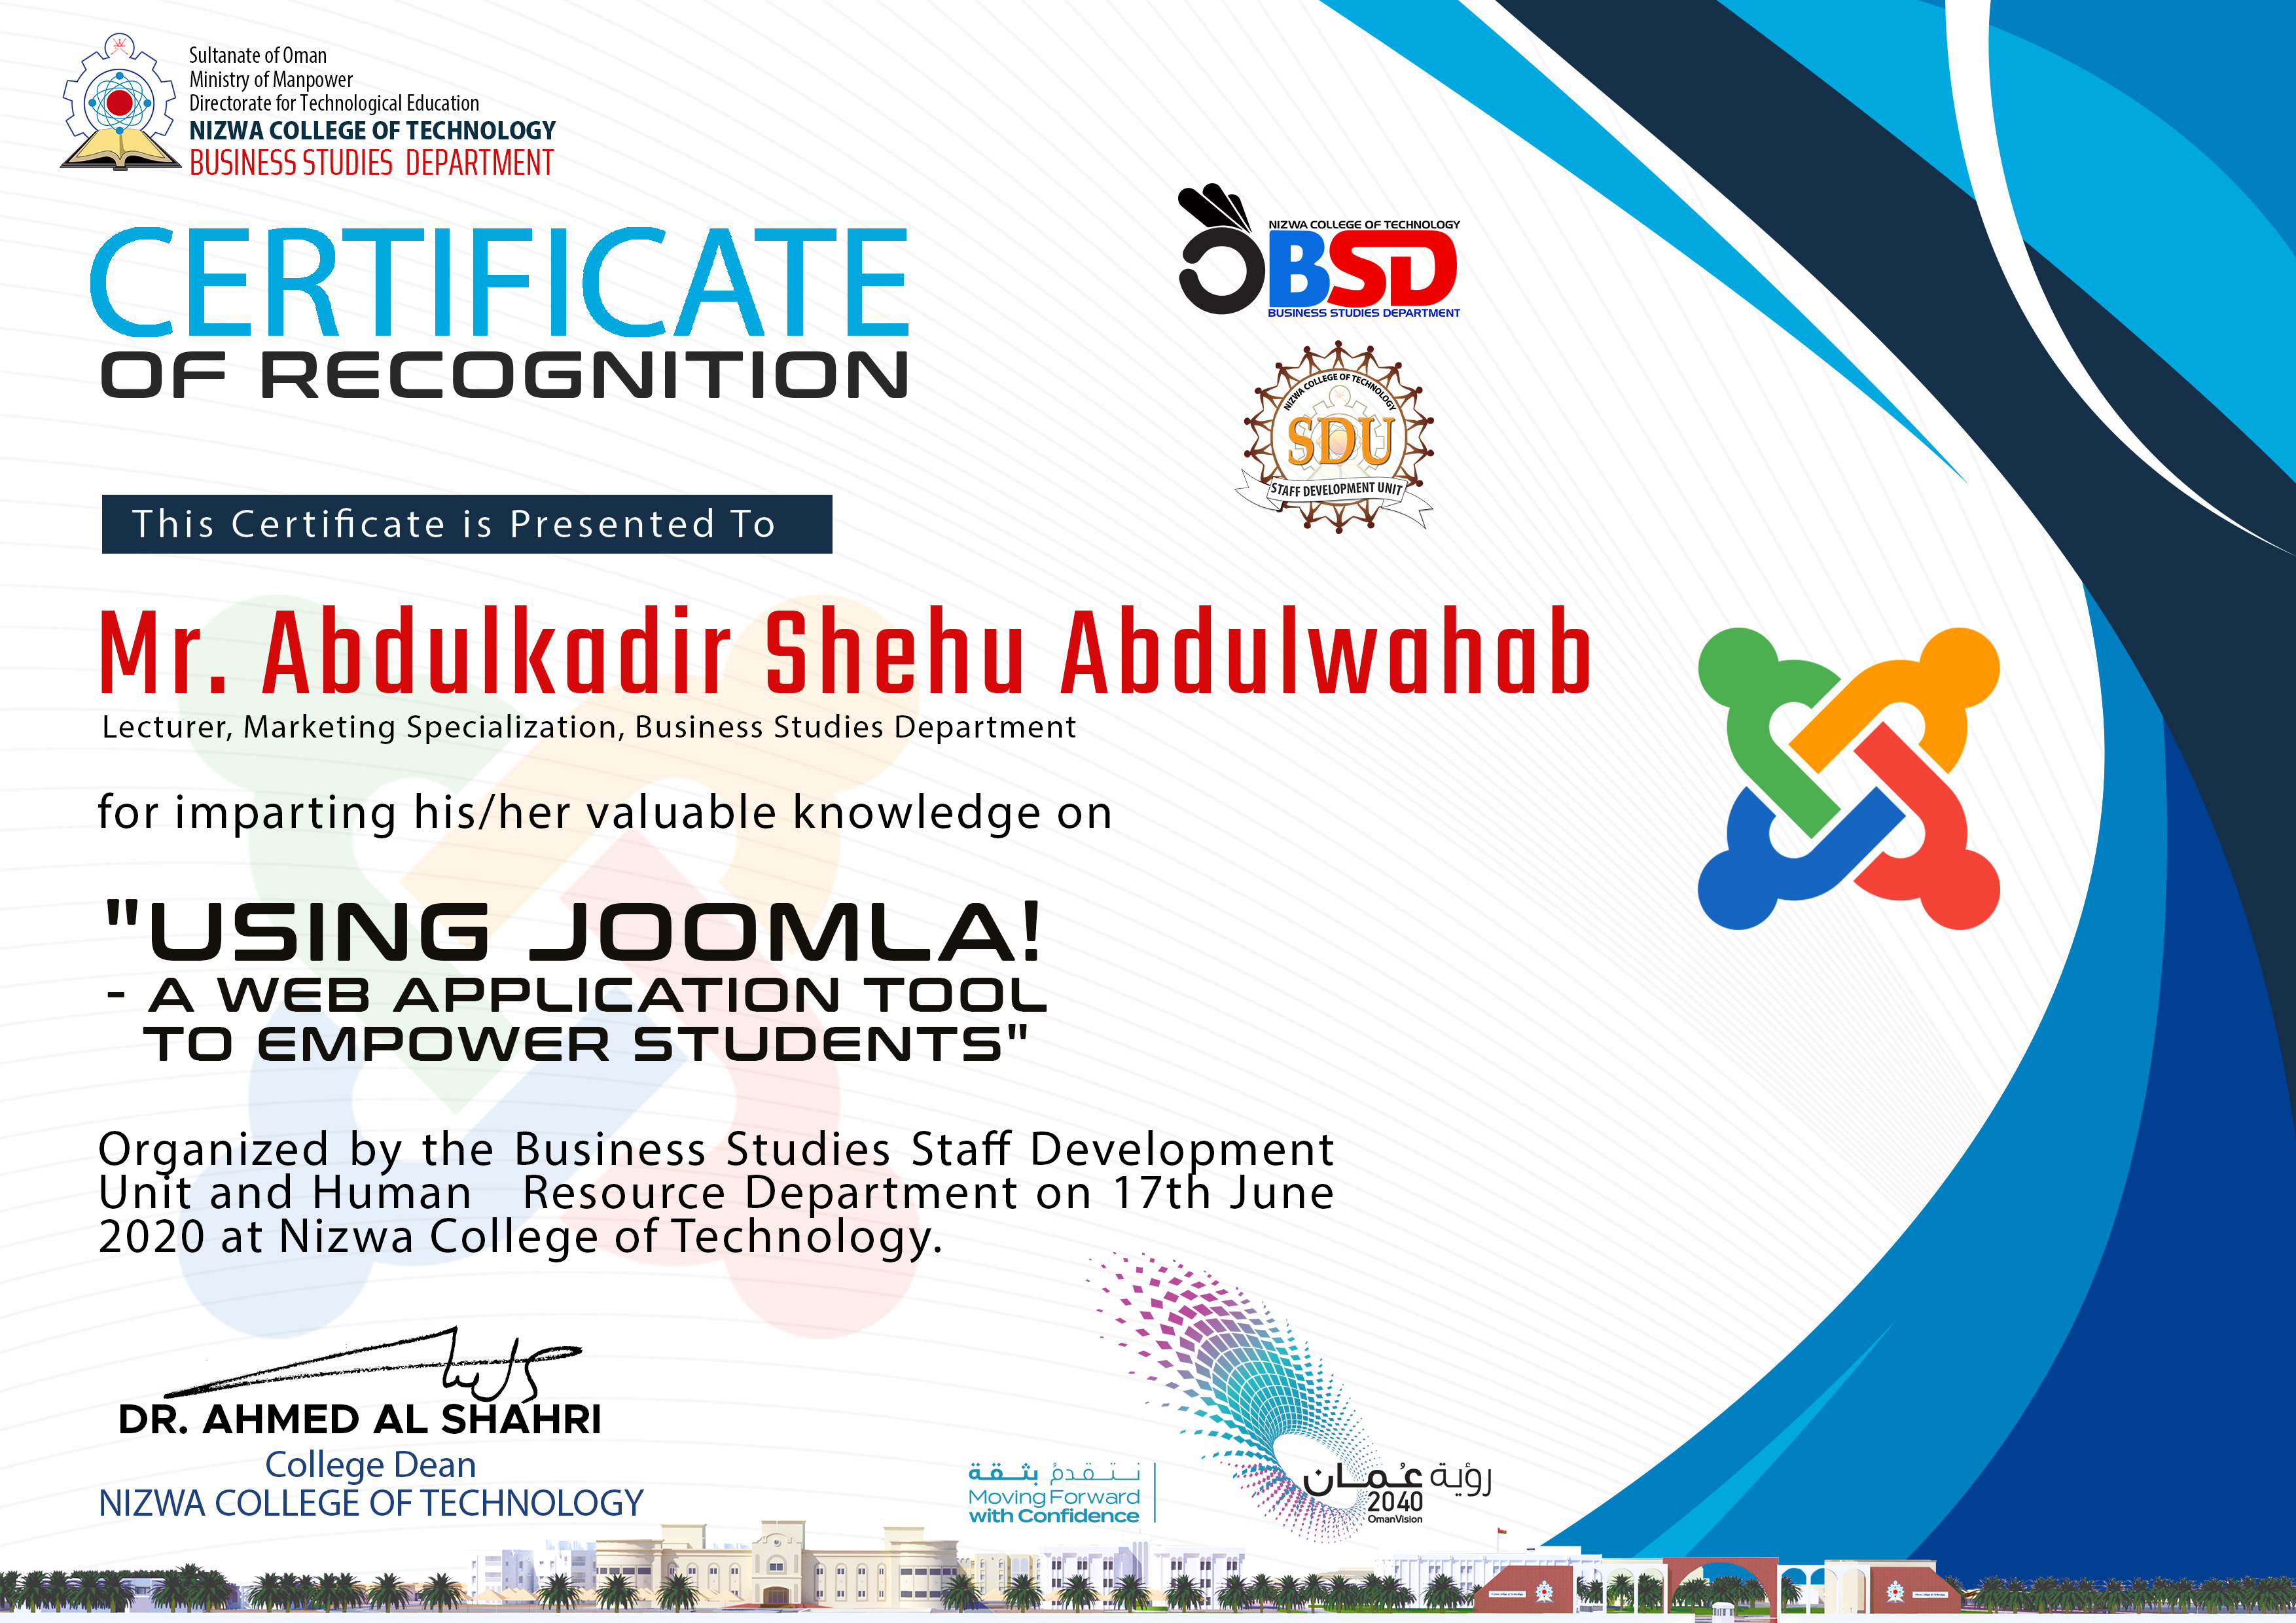 Sultanate of Oman
Ministry of Manpower
Directorate for Technological Education
NIZWA COLLEGE OF TECHNOLOGY
BUSINESS STUDIES DEPARTMENT
CERTIFICATE
OF RECOGNITION
NIZWA COLLEGE OF TECHNOLOGY
BSD
BUSINESS STUDIES DEPARTMENT
NIZWA COLLEGE OF TECHNOLOGY
SDU
STAFF DEVELOPMENT UNIT
This Certificate is Presented To
Mr. Abdulkadir Shehu Abdulwahab
Lecturer, Marketing Specialization, Business Studies Department
for imparting his/her valuable knowledge on
"USING JOOMLA!
- A WEB APPLICATION TOOL
TO EMPOWER STUDENTS"
Organized by the Business Studies Staff Development
Unit and Human Resource Department on 17th June
2020 at Nizwa College of Technology.
DR. AHMED AL SHAHRI
College Dean
NIZWA COLLEGE OF TECHNOLOGY
نـتـقـدمُ بثـقـة
Moving Forward
with Confidence
رؤية عُمـان
2040
OmanVision